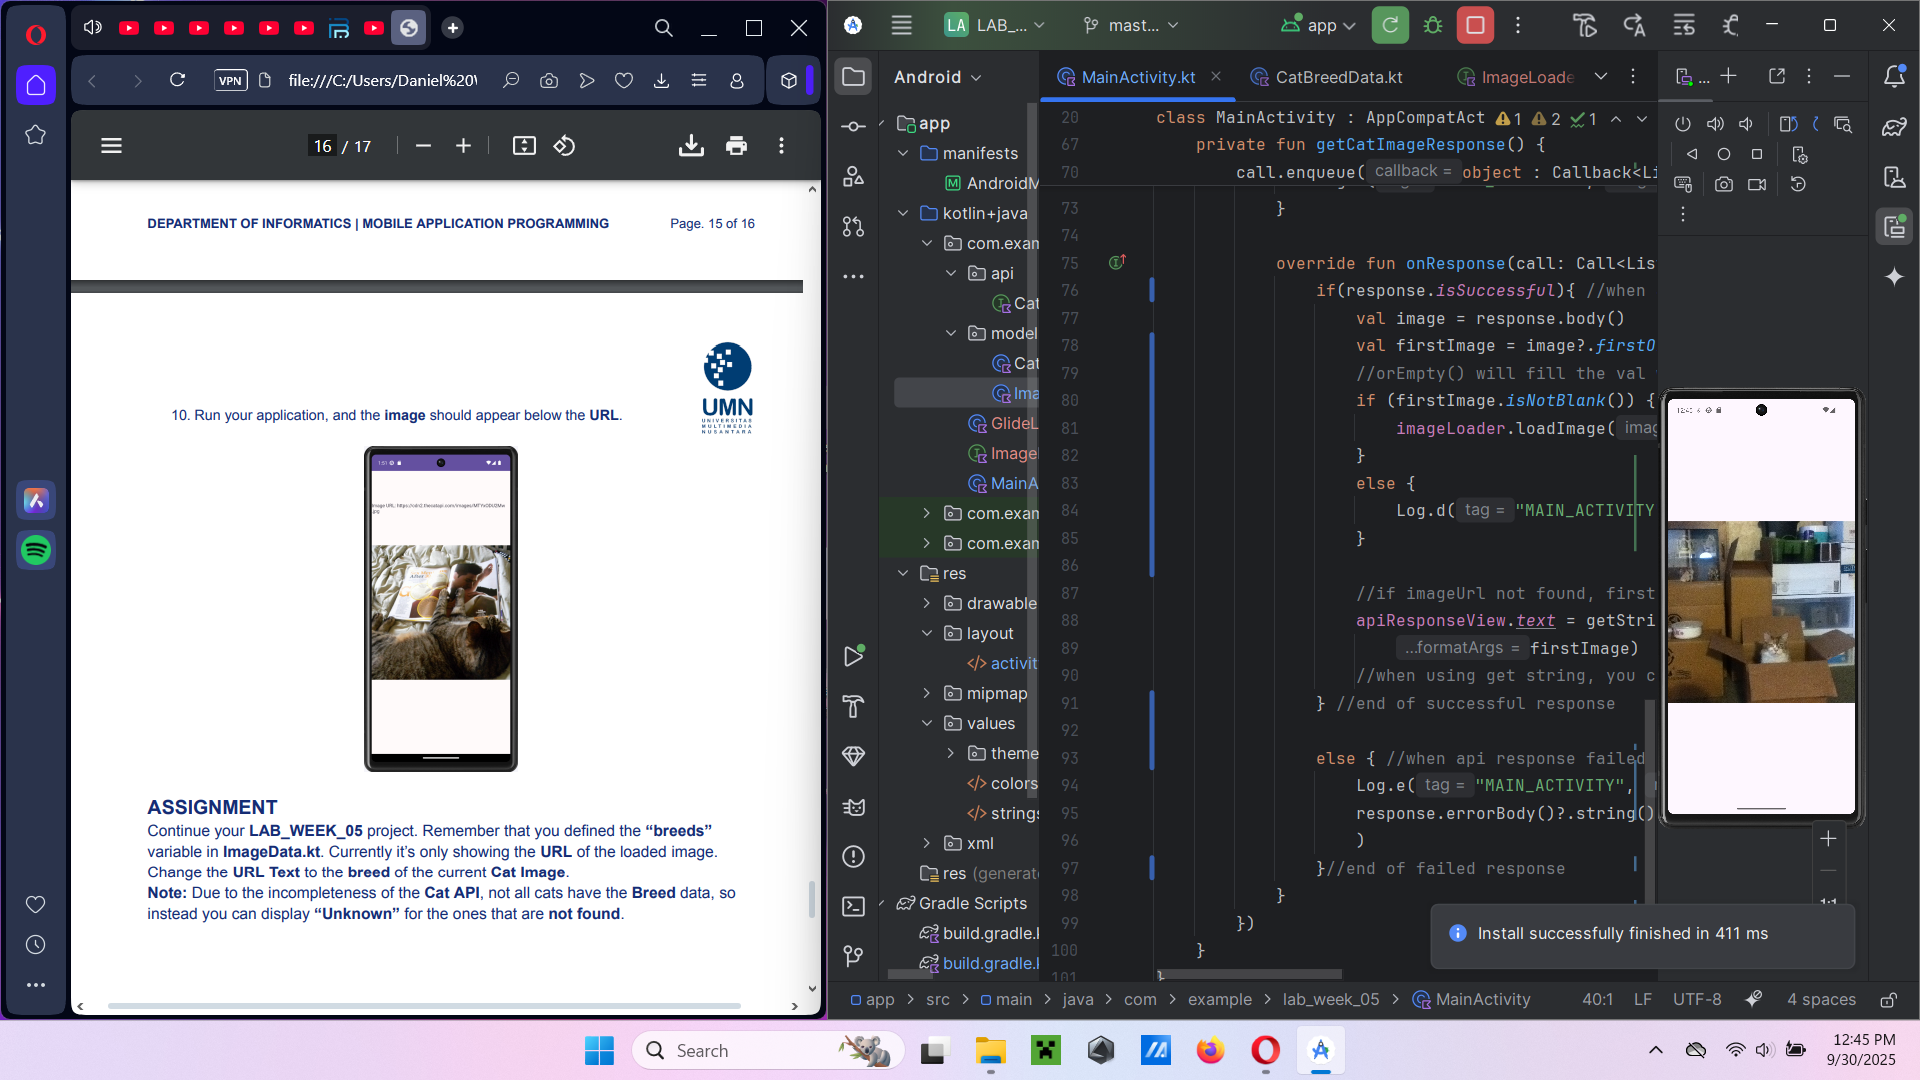 VPN
file:///C:/Users/Daniel%20
16 / 17
DEPARTMENT OF INFORMATICS | MOBILE APPLICATION PROGRAMMING
Page. 15 of 16
UMN
UNIVERSITAS
MULTIMEDIA
NUSANTARA
10. Run your application, and the image should appear below the URL.
ASSIGNMENT
Continue your LAB_WEEK_05 project. Remember that you defined the “breeds”
variable in ImageData.kt. Currently it’s only showing the URL of the loaded image.
Change the URL Text to the breed of the current Cat Image.
Note: Due to the incompleteness of the Cat API, not all cats have the Breed data, so
instead you can display “Unknown” for the ones that are not found.
LA LAB_... mast... app
Android
app
manifests
AndroidM
kotlin+java
com.exam
api
Cat
model
Cat
Ima
GlideL
Image
MainA
com.exam
com.exam
res
drawable
layout
activit
mipmap
values
theme
colors
strings
xml
res (generate
Gradle Scripts
build.gradle.k
build.gradle.k
MainActivity.kt CatBreedData.kt ImageLoade
20 class MainActivity : AppCompatAct 1 2 1
67 private fun getCatImageResponse() {
70 call.enqueue( callback = object : Callback<Li
73 }
74
75 override fun onResponse(call: Call<Lis
76 if(response.isSuccessful){ //when
77 val image = response.body()
78 val firstImage = image?.firstO
79 //orEmpty() will fill the val
80 if (firstImage.isNotBlank()) {
81 imageLoader.loadImage( imag
82 }
83 else {
84 Log.d( tag = "MAIN_ACTIVITY
85 }
86
87 //if imageUrl not found, first
88 apiResponseView.text = getStri
89 ...formatArgs = firstImage)
90 //when using get string, you c
91 } //end of successful response
92
93 else { //when api response failed
94 Log.e( tag = "MAIN_ACTIVITY",
95 response.errorBody()?.string()
96 )
97 }//end of failed response
98 }
99 })
100 }
101 }
1:1
Install successfully finished in 411 ms
app > src > main > java > com > example > lab_week_05 > MainActivity 40:1 LF UTF-8 4 spaces
Search
12:45 PM
9/30/2025